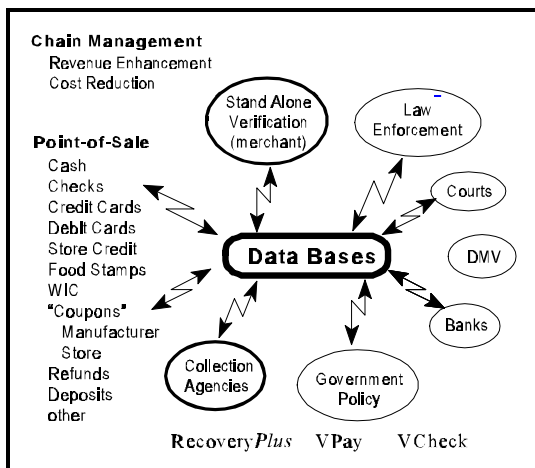 Chain Management
Revenue Enhancement
Cost Reduction
Stand Alone
Verification
(merchant)
Law
Enforcement
Point-of-Sale
Cash
Checks
Credit Cards
Debit Cards
Store Credit
Food Stamps
WIC
"Coupons"
Manufacturer
Store
Refunds
Deposits
other
Courts
Data Bases
DMV
Banks
Collection
Agencies
Government
Policy
RecoveryPlus VPay VCheck